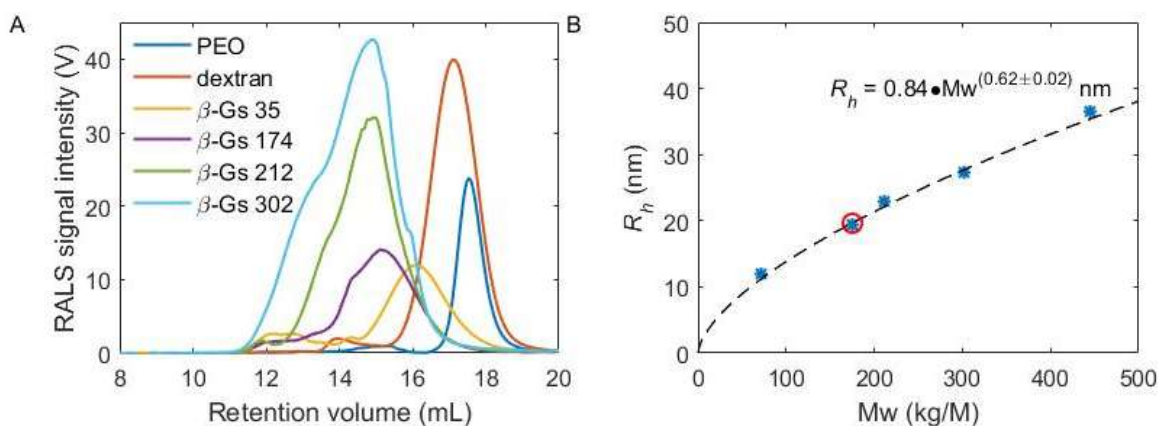 A
RALS signal intensity (V)
40
30
20
10
0
PEO
dextran
β-Gs 35
β-Gs 174
β-Gs 212
β-Gs 302
8 10 12 14 16 18 20
Retention volume (mL)
B
R_h (nm)
50
40
30
20
10
0
R_h = 0.84•Mw^(0.62±0.02) nm
0 100 200 300 400 500
Mw (kg/M)